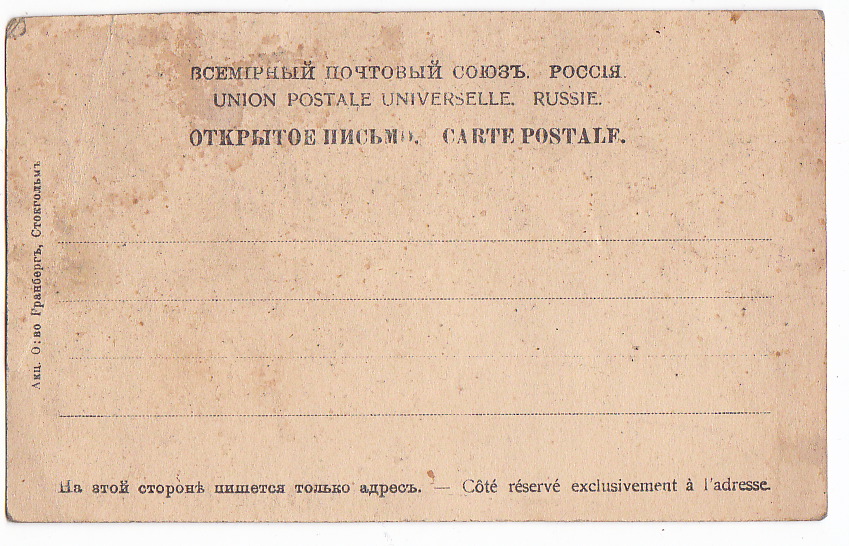 ВСЕМІРНЫЙ ПОЧТОВЫЙ СОЮЗЪ. РОССІЯ.
UNION POSTALE UNIVERSELLE. RUSSIE.
ОТКРЫТОЕ ПИСЬМО. CARTE POSTALE.
Акц. О:во Гранбергъ, Стокгольмъ
На этой сторонѣ пишется только адресъ. — Côté réservé exclusivement à l'adresse.